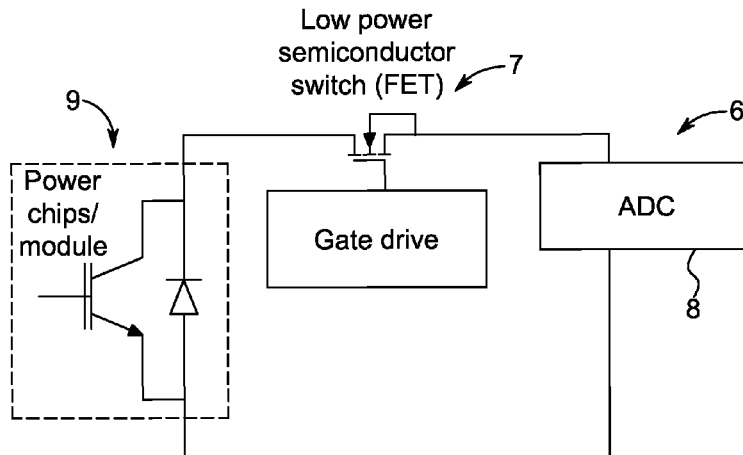 Low power
semiconductor
switch (FET)
7
9
6
Power
chips/
module
Gate drive
ADC
8